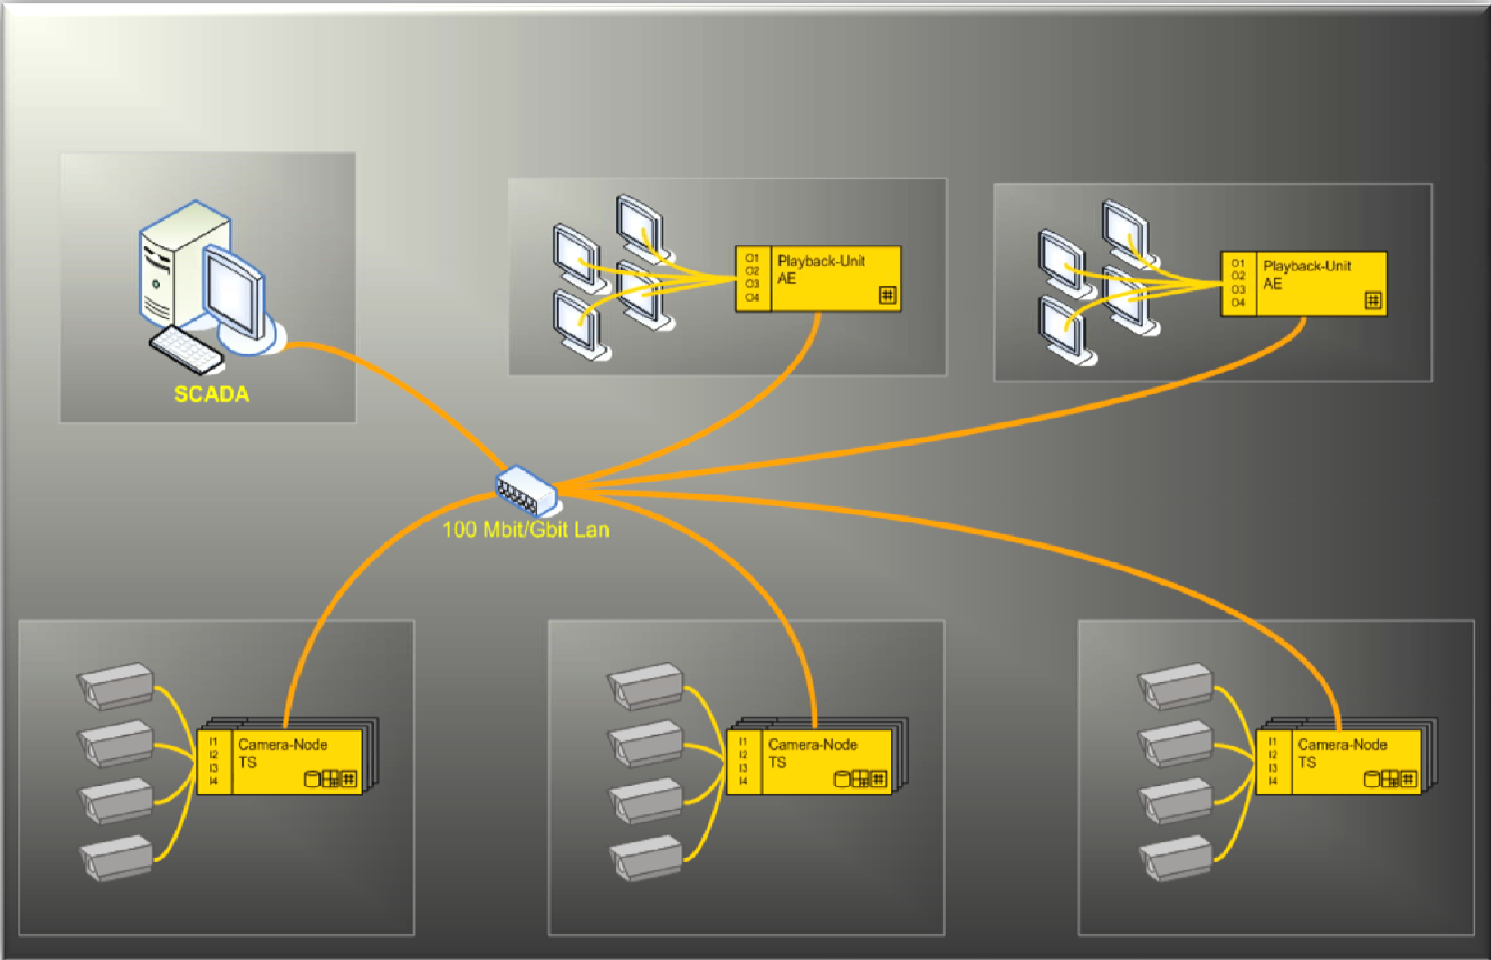 SCADA
O1
O2
O3
O4
Playback-Unit
AE
O1
O2
O3
O4
Playback-Unit
AE
100 Mbit/Gbit Lan
I1
I2
I3
I4
Camera-Node
TS
I1
I2
I3
I4
Camera-Node
TS
I1
I2
I3
I4
Camera-Node
TS